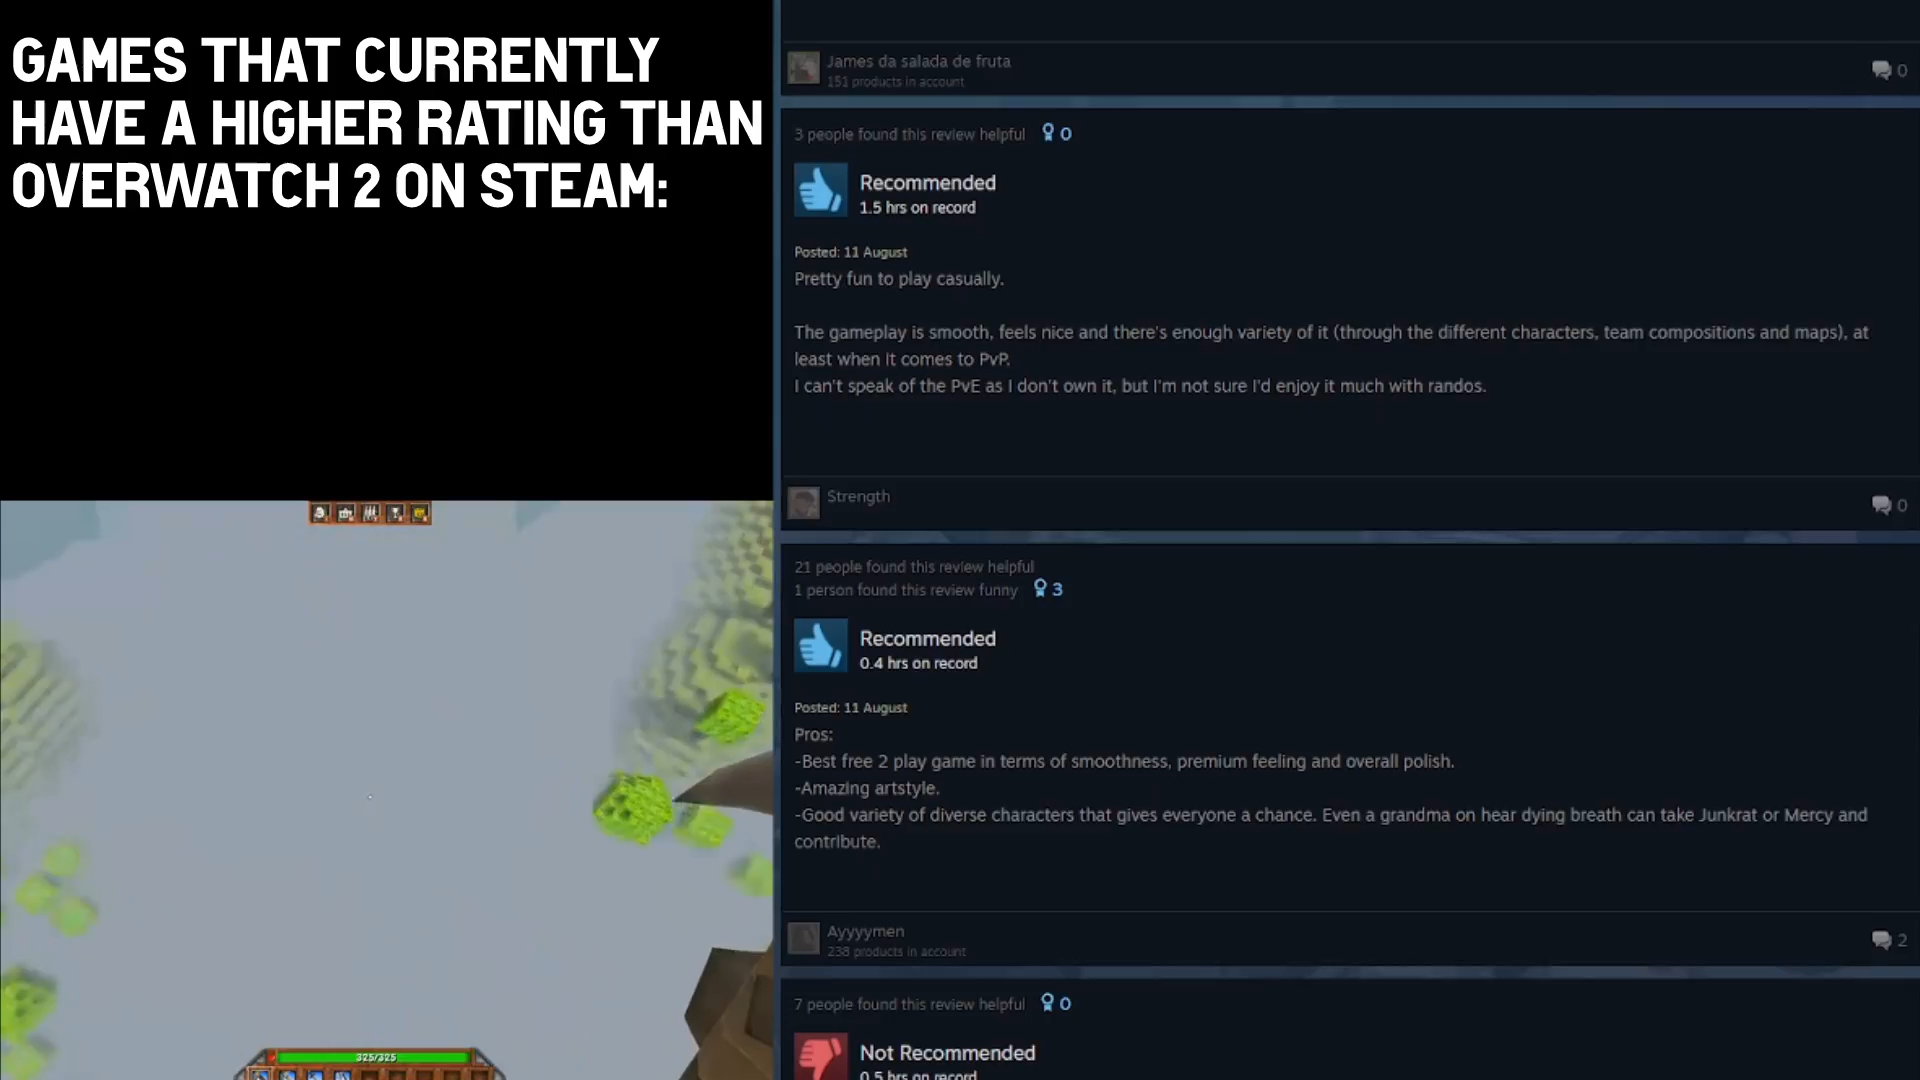 GAMES THAT CURRENTLY
HAVE A HIGHER RATING THAN
OVERWATCH 2 ON STEAM:
325/325
James da salada de fruta
151 products in account
0
3 people found this review helpful 0
Recommended
1.5 hrs on record
Posted: 11 August
Pretty fun to play casually.
The gameplay is smooth, feels nice and there's enough variety of it (through the different characters, team compositions and maps), at
least when it comes to PvP.
I can't speak of the PvE as I don't own it, but I'm not sure I'd enjoy it much with randos.
Strength
0
21 people found this review helpful
1 person found this review funny 3
Recommended
0.4 hrs on record
Posted: 11 August
Pros:
-Best free 2 play game in terms of smoothness, premium feeling and overall polish.
-Amazing artstyle.
-Good variety of diverse characters that gives everyone a chance. Even a grandma on hear dying breath can take Junkrat or Mercy and
contribute.
Ayyyymen
238 products in account
2
7 people found this review helpful 0
Not Recommended
0.5 hrs on record